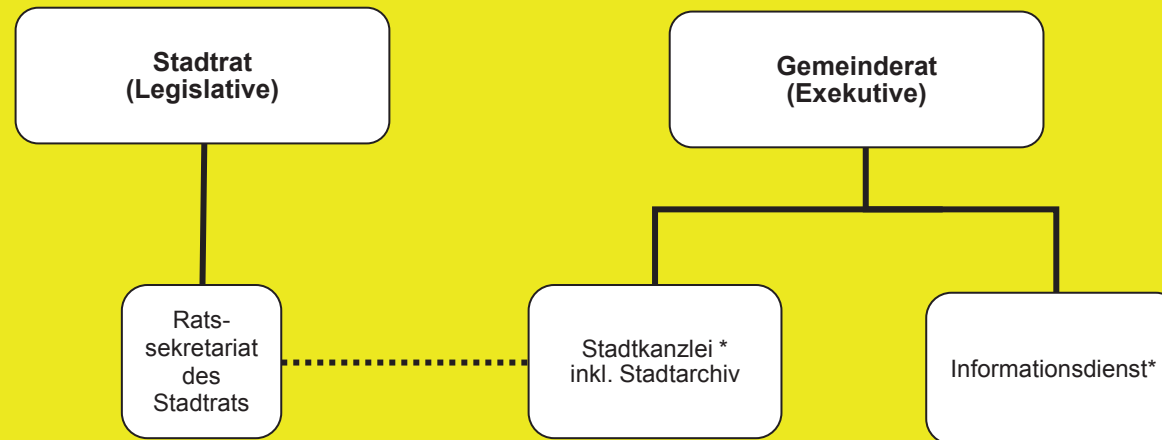 Stadtrat
(Legislative)
Gemeinderat
(Exekutive)
Rats-
sekretariat
des
Stadtrats
Stadtkanzlei *
inkl. Stadtarchiv
Informationsdienst*